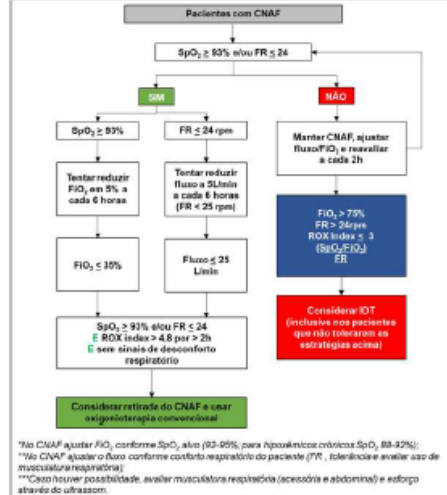 Pacientes com CNAF
SpO₂ ≥ 93% e/ou FR ≤ 24
SIM
NÃO
SpO₂ ≥ 93%
FR ≤ 24 rpm
Manter CNAF, ajustar
fluxo/FiO₂ e reavaliar
a cada 2h
Tentar reduzir
FiO₂ em 5% a
cada 6 horas
Tentar reduzir
fluxo a 5L/min
a cada 6 horas
(FR < 25 rpm)
FiO₂ > 75%
FR > 24rpm
ROX Index ≤ 3
(SpO₂/FiO₂)
FR
FiO₂ ≤ 35%
Fluxo ≤ 25
L/min
Considerar IOT
(inclusive nos pacientes
que não tolerarem as
estratégias acima)
SpO₂ ≥ 93% e/ou FR ≤ 24
E ROX index > 4.8 por > 2h
E sem sinais de desconforto
respiratório
Considerar retirada do CNAF e usar
oxigenioterapia convencional
*No CNAF ajustar FiO₂ conforme SpO₂ alvo (92-95%; para hipoxêmicos crônicos SpO₂ 88-92%);
**No CNAF ajustar o fluxo conforme conforto respiratório do paciente (FR , tolerância e avaliar uso de
musculatura respiratória);
***Caso houver possibilidade, avaliar musculatura respiratória (acessória e abdominal) e esforço
através do ultrassom.